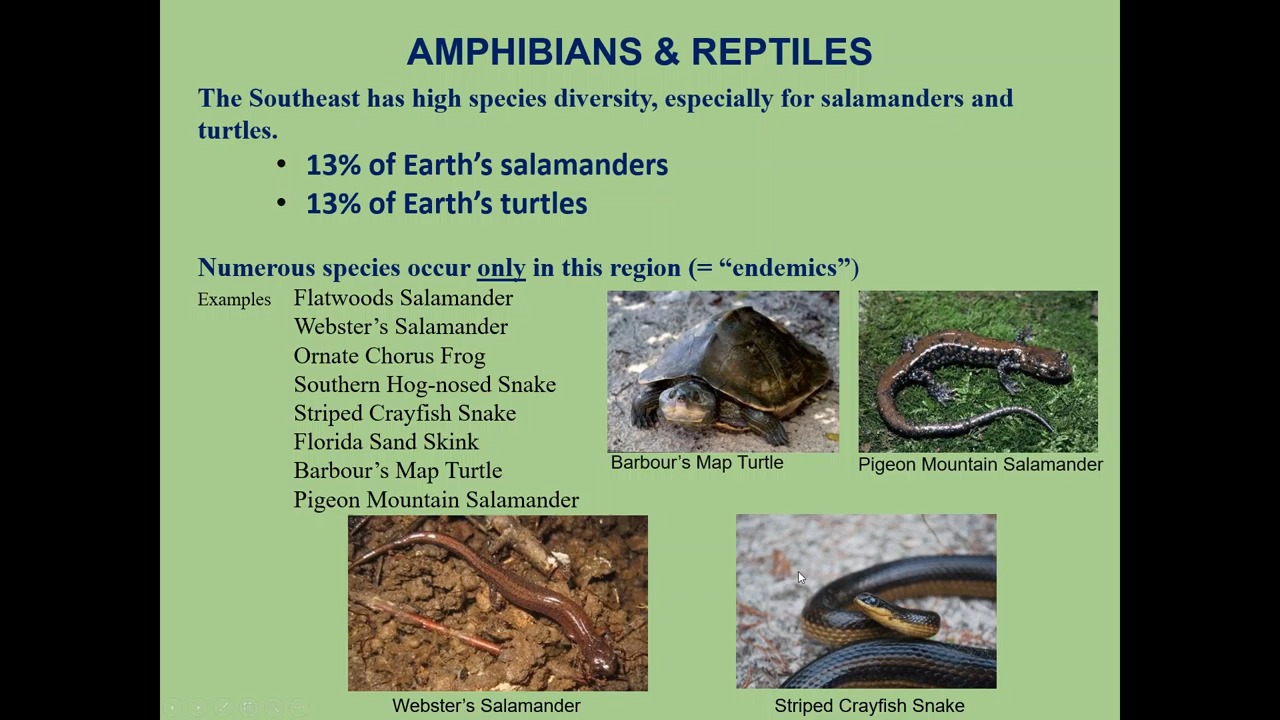 AMPHIBIANS & REPTILES
The Southeast has high species diversity, especially for salamanders and
turtles.
• 13% of Earth’s salamanders
• 13% of Earth’s turtles
Numerous species occur only in this region (= “endemics”)
Examples Flatwoods Salamander
Webster’s Salamander
Ornate Chorus Frog
Southern Hog-nosed Snake
Striped Crayfish Snake
Florida Sand Skink
Barbour’s Map Turtle
Pigeon Mountain Salamander
Barbour’s Map Turtle
Pigeon Mountain Salamander
Webster’s Salamander
Striped Crayfish Snake